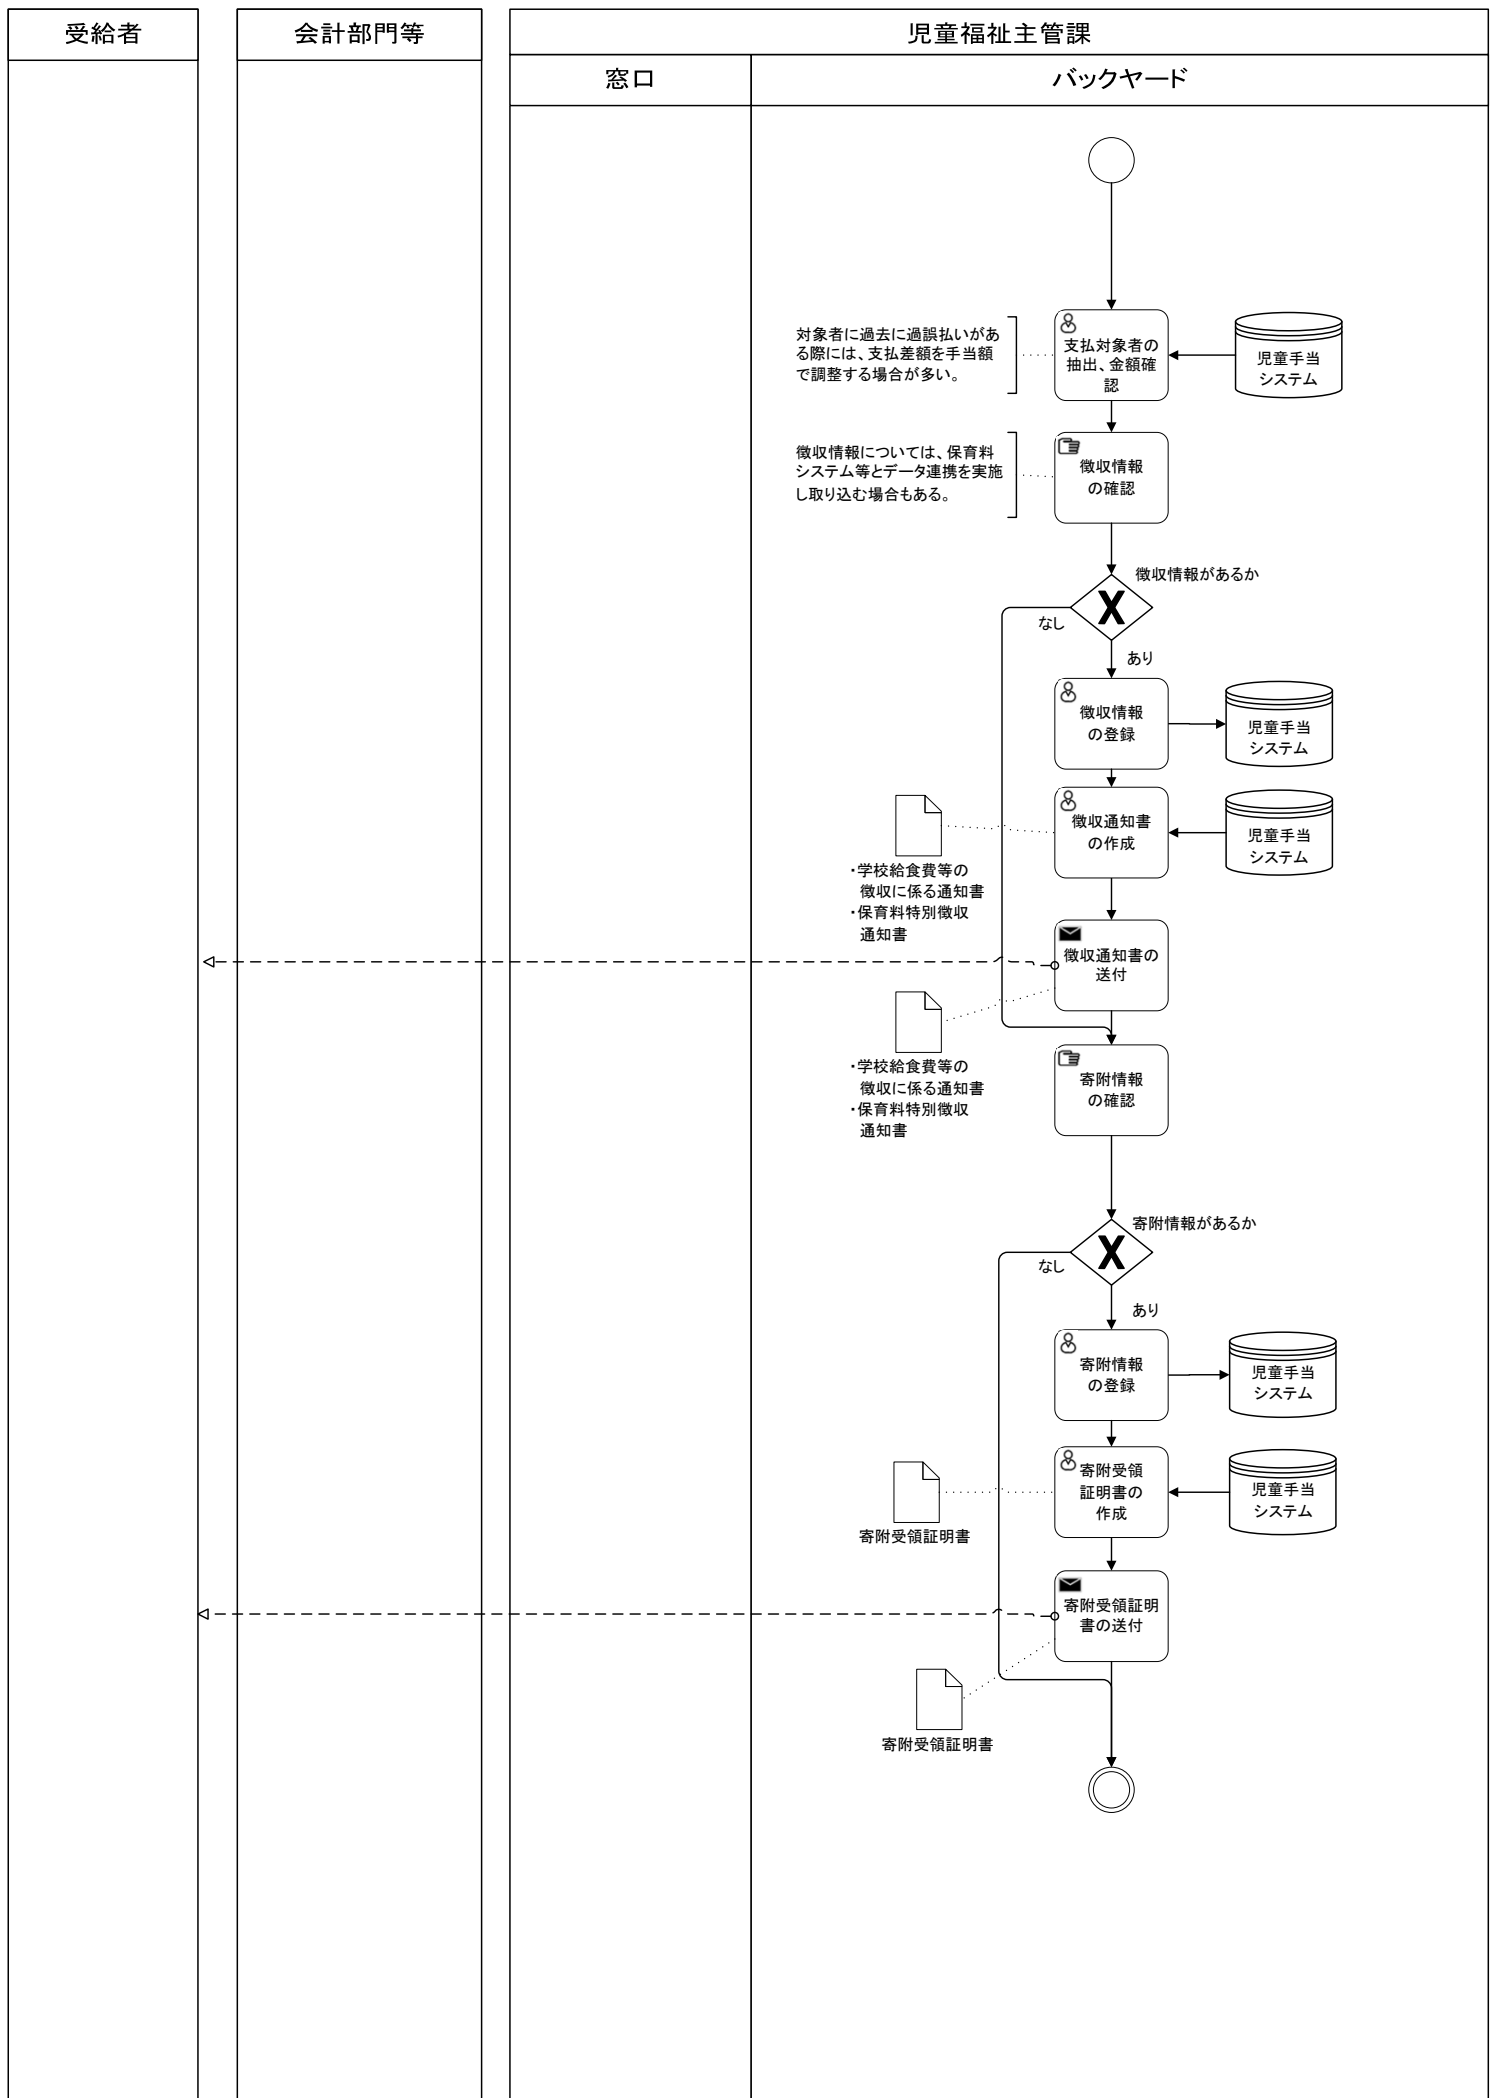 受給者
会計部門等
児童福祉主管課
窓口
バックヤード
対象者に過去に過誤払いがあ
る際には、支払差額を手当額
で調整する場合が多い。
支払対象者の
抽出、金額確
認
児童手当
システム
徴収情報については、保育料
システム等とデータ連携を実施
し取り込む場合もある。
徴収情報
の確認
徴収情報があるか
X
なし
あり
徴収情報
の登録
児童手当
システム
徴収通知書
の作成
児童手当
システム
・学校給食費等の
徴収に係る通知書
・保育料特別徴収
通知書
徴収通知書の
送付
・学校給食費等の
徴収に係る通知書
・保育料特別徴収
通知書
寄附情報
の確認
寄附情報があるか
X
なし
あり
寄附情報
の登録
児童手当
システム
寄附受領
証明書の
作成
児童手当
システム
寄附受領証明書
寄附受領証明
書の送付
寄附受領証明書